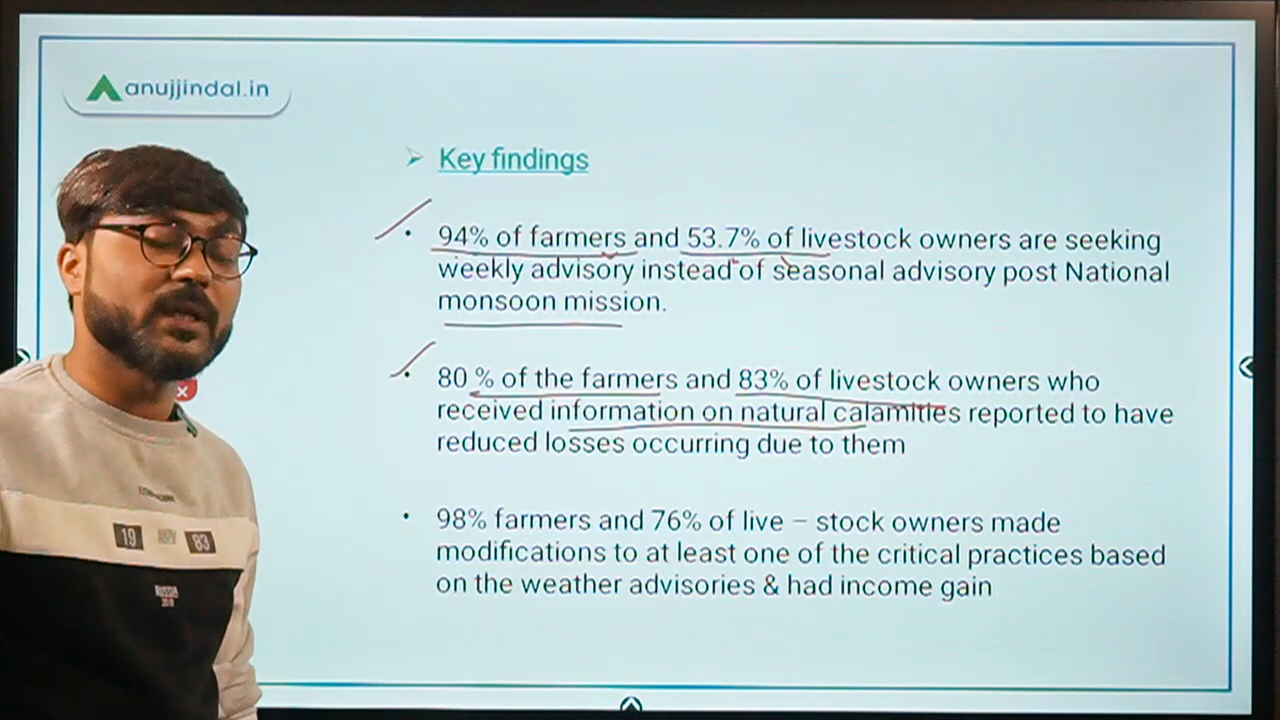 anujjindal.in
Key findings
94% of farmers and 53.7% of livestock owners are seeking
weekly advisory instead of seasonal advisory post National
monsoon mission.
80 % of the farmers and 83% of livestock owners who
received information on natural calamities reported to have
reduced losses occurring due to them
98% farmers and 76% of live – stock owners made
modifications to at least one of the critical practices based
on the weather advisories & had income gain
19 83